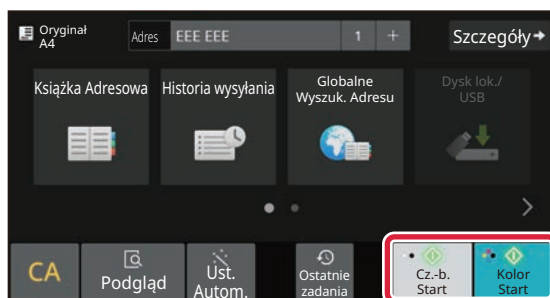 Oryginał
A4
Adres EEE EEE 1 +
Szczegóły
Książka Adresowa
Historia wysyłania
Globalne
Wyszuk. Adresu
Dysk lok./
USB
CA
Podgląd
Ust.
Autom.
Ostatnie
zadania
Cz.-b.
Start
Kolor
Start